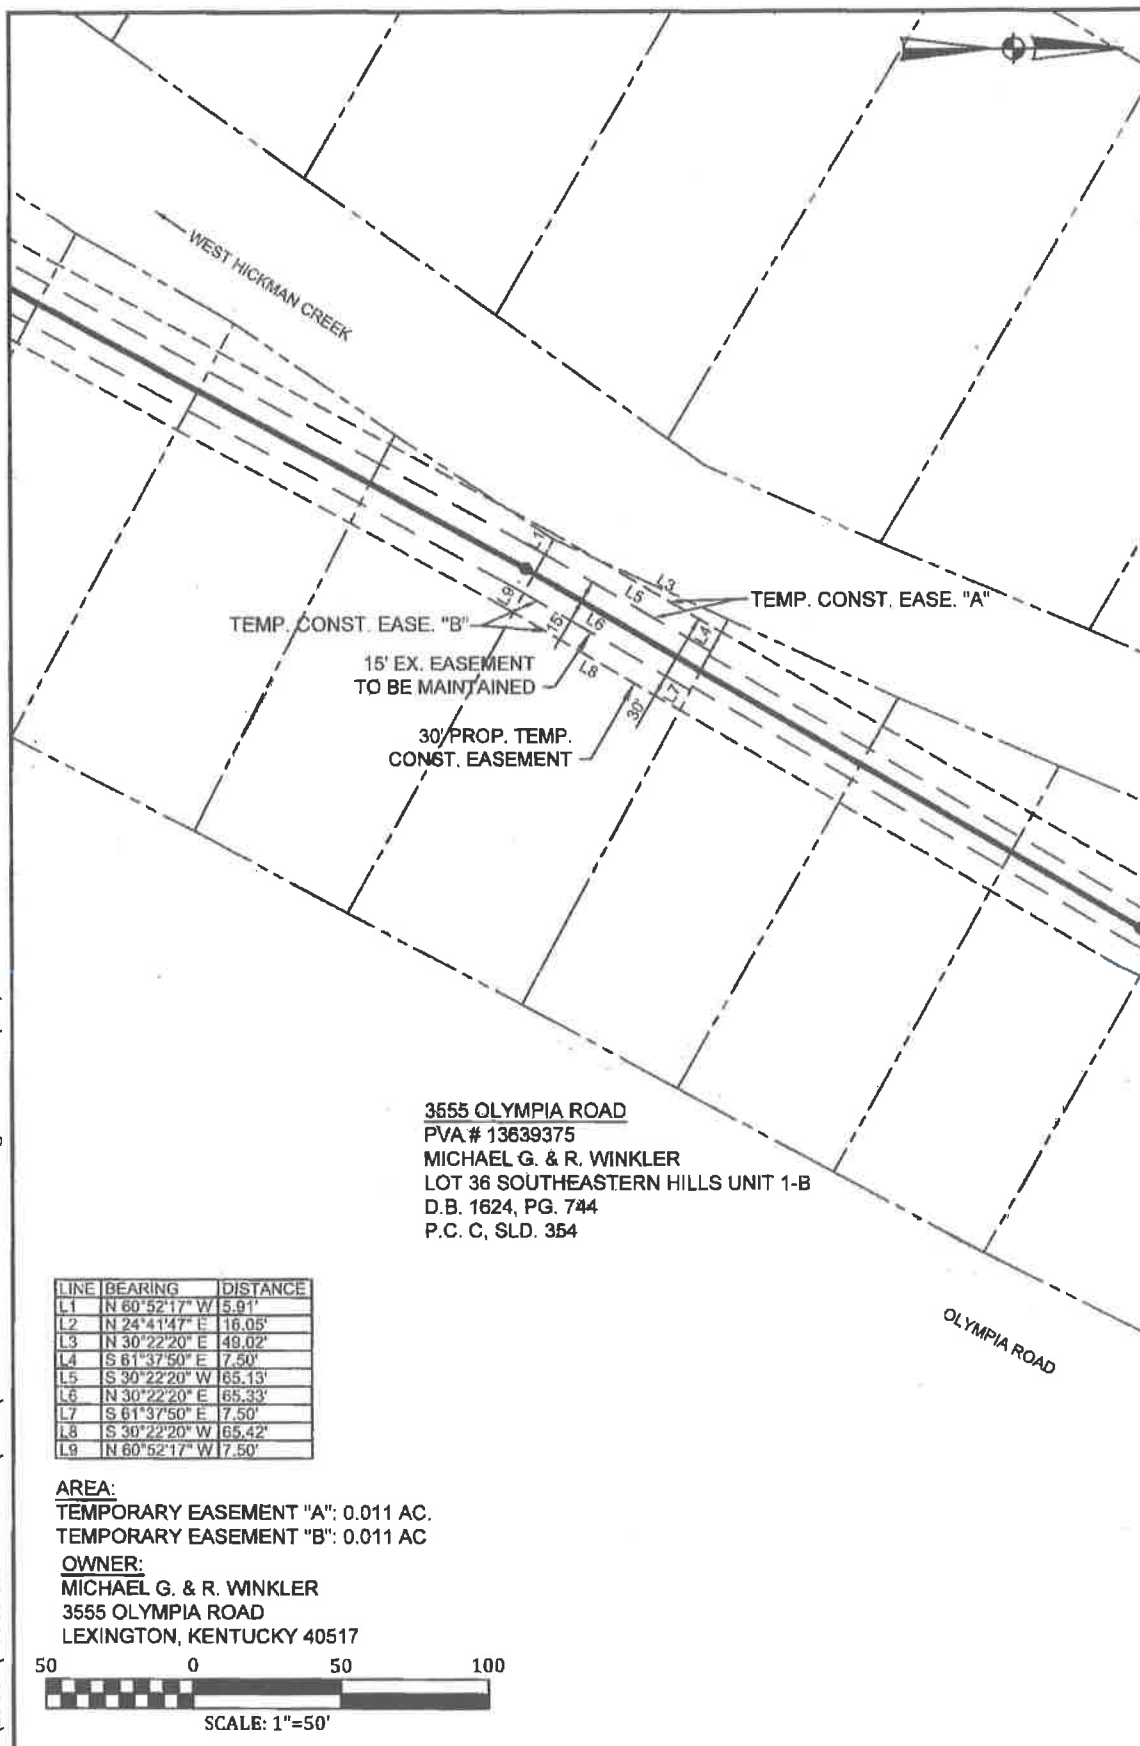 WEST HICKMAN CREEK
L1
L3
L5
TEMP. CONST. EASE. "A"
L9
TEMP. CONST. EASE. "B"
15'
L6
L4
15' EX. EASEMENT
TO BE MAINTAINED
L8
L7
30'
30' PROP. TEMP.
CONST. EASEMENT
3555 OLYMPIA ROAD
PVA# 13639375
MICHAEL G. & R. WINKLER
LOT 36 SOUTHEASTERN HILLS UNIT 1-B
D.B. 1624, PG. 744
P.C. C, SLD. 354
OLYMPIA ROAD
LINE BEARING DISTANCE
L1 N 60°52'17" W 5.91'
L2 N 24°41'47" E 16.05'
L3 N 30°22'20" E 49.02'
L4 S 61°37'50" E 7.50'
L5 S 30°22'20" W 65.13'
L6 N 30°22'20" E 65.33'
L7 S 61°37'50" E 7.50'
L8 S 30°22'20" W 65.42'
L9 N 60°52'17" W 7.50'
AREA:
TEMPORARY EASEMENT "A": 0.011 AC.
TEMPORARY EASEMENT "B": 0.011 AC
OWNER:
MICHAEL G. & R. WINKLER
3555 OLYMPIA ROAD
LEXINGTON, KENTUCKY 40517
50 0 50 100
SCALE: 1"=50'